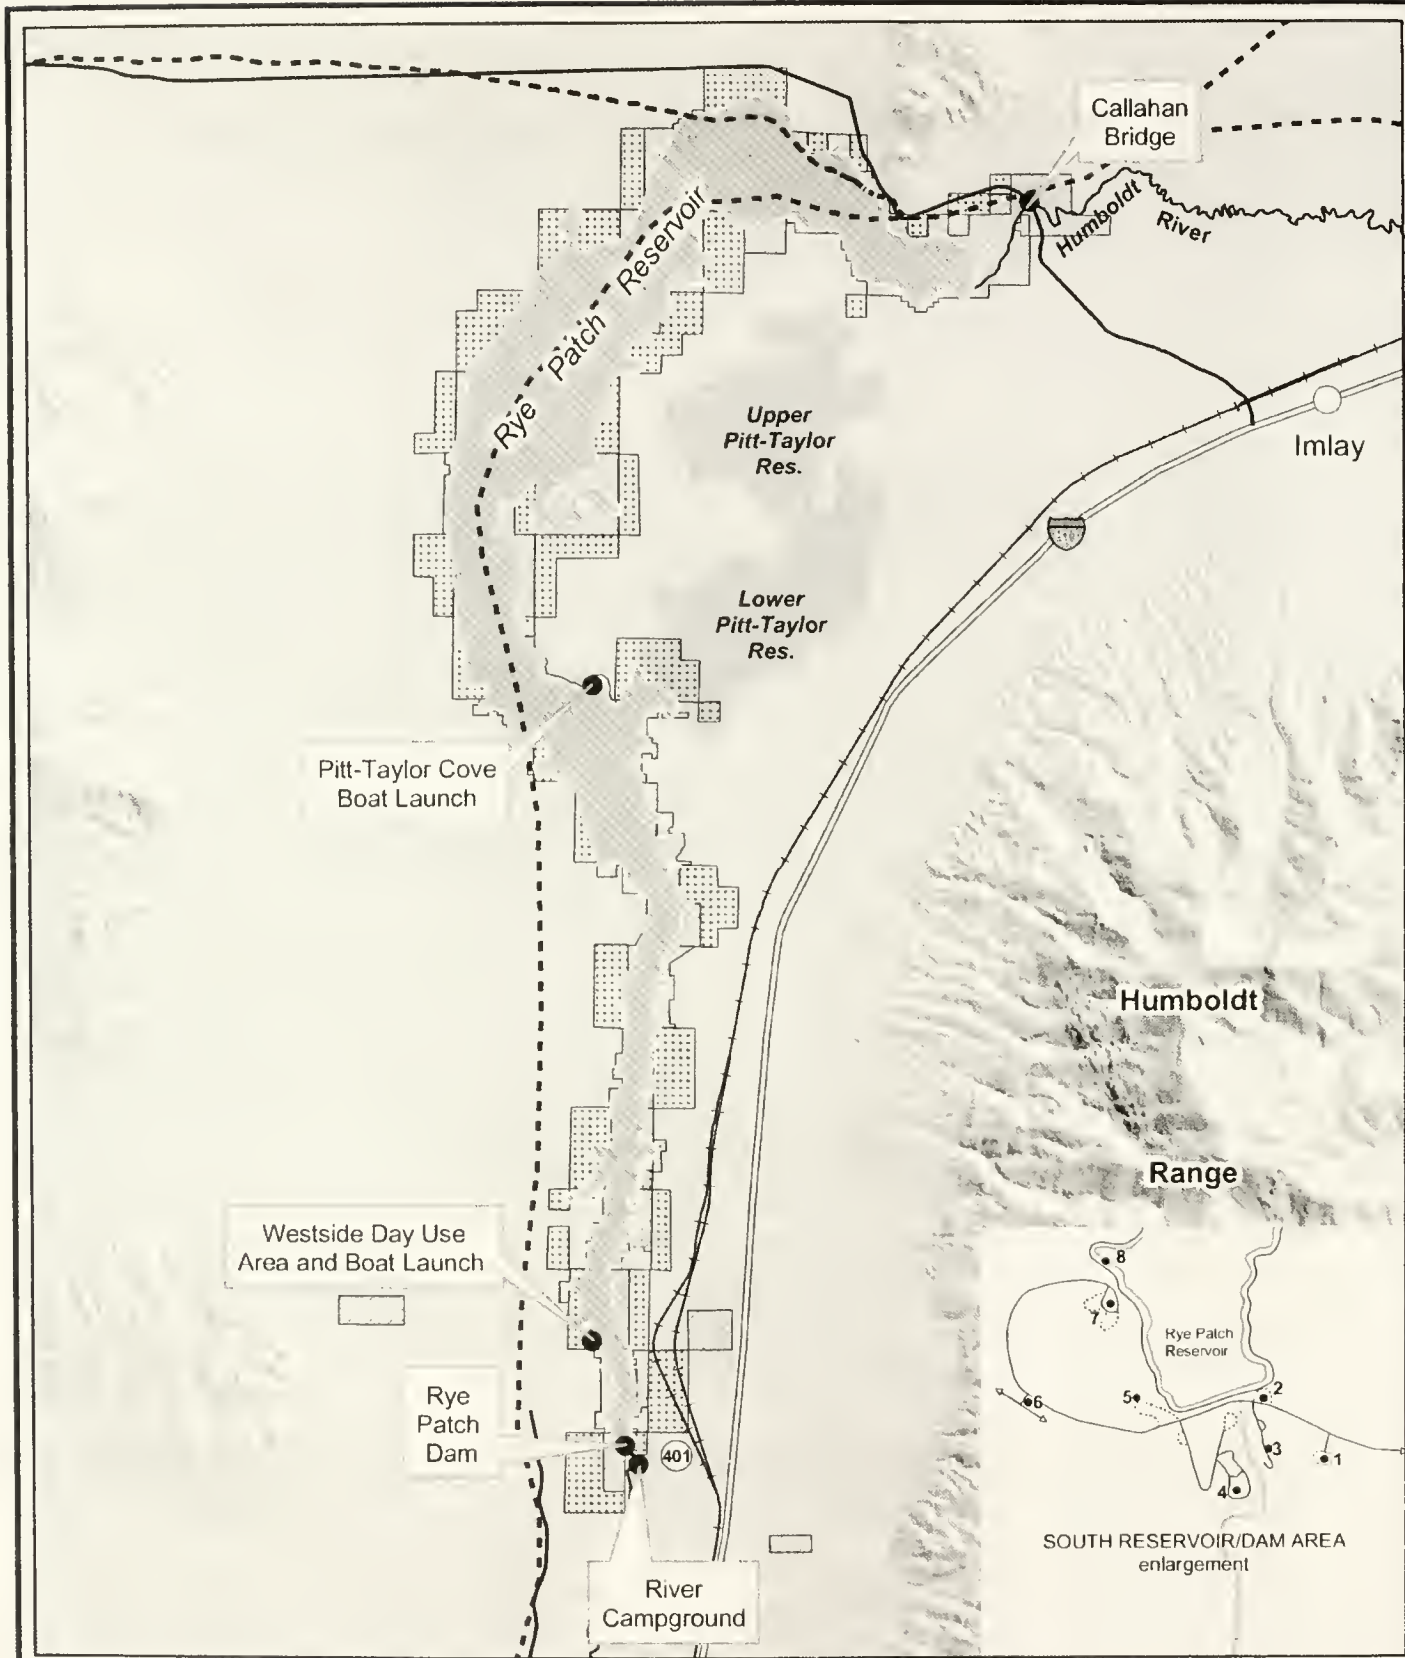 Callahan
Bridge
Humboldt
River
Rye Patch Reservoir
Upper
Pitt-Taylor
Res.
Imlay
Lower
Pitt-Taylor
Res.
Pitt-Taylor Cove
Boat Launch
Humboldt
Range
Westside Day Use
Area and Boat Launch
8
7
Rye Patch
Reservoir
6
5
2
3
1
4
Rye
Patch
Dam
401
SOUTH RESERVOIR/DAM AREA
enlargement
River
Campground